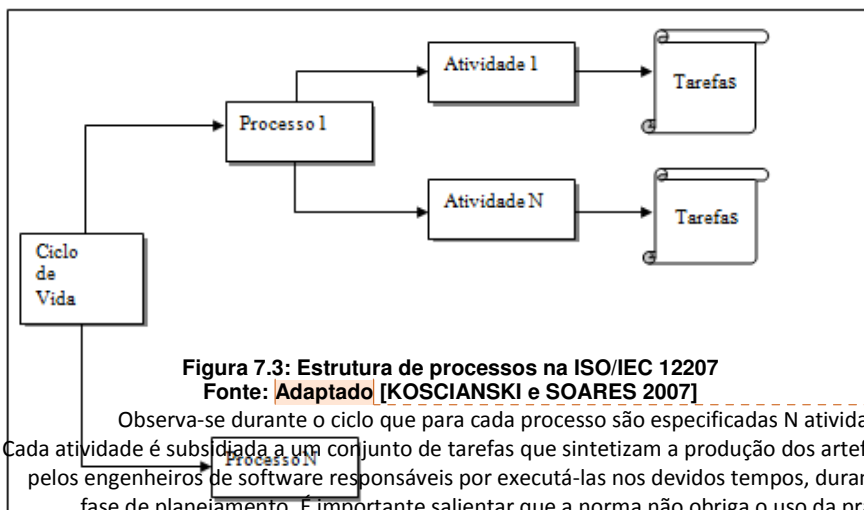 Atividade 1
Tarefas
Processo 1
Atividade N
Tarefas
Ciclo
de
Vida
Figura 7.3: Estrutura de processos na ISO/IEC 12207
Fonte: Adaptado [KOSCIANSKI e SOARES 2007]
Observa-se durante o ciclo que para cada processo são especificadas N ativida
Cada atividade é subsidiada a um conjunto de tarefas que sintetizam a produção dos artef
Processo N
pelos engenheiros de software responsáveis por executá-las nos devidos tempos, duran
fase de planejamento. É importante salientar que a norma não obriga o uso da pr